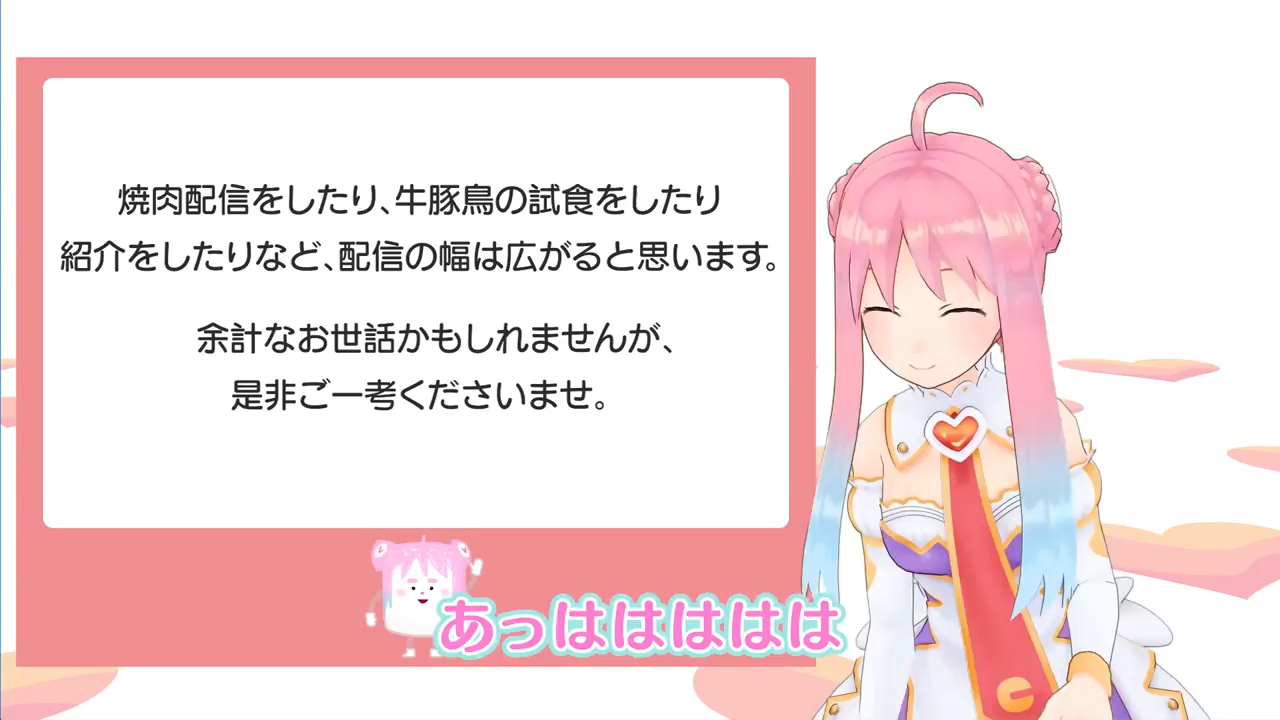 焼肉配信をしたり、牛豚鳥の試食をしたり
紹介をしたりなど、配信の幅は広がると思います。
余計なお世話かもしれませんが、
是非ご一考くださいませ。
あっはははははは